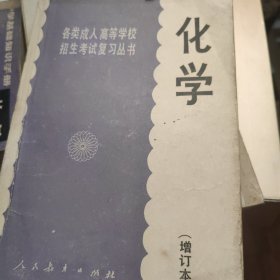 各类成人高等学校
招生考试复习丛书
化学
(增订本
人民教育出版社